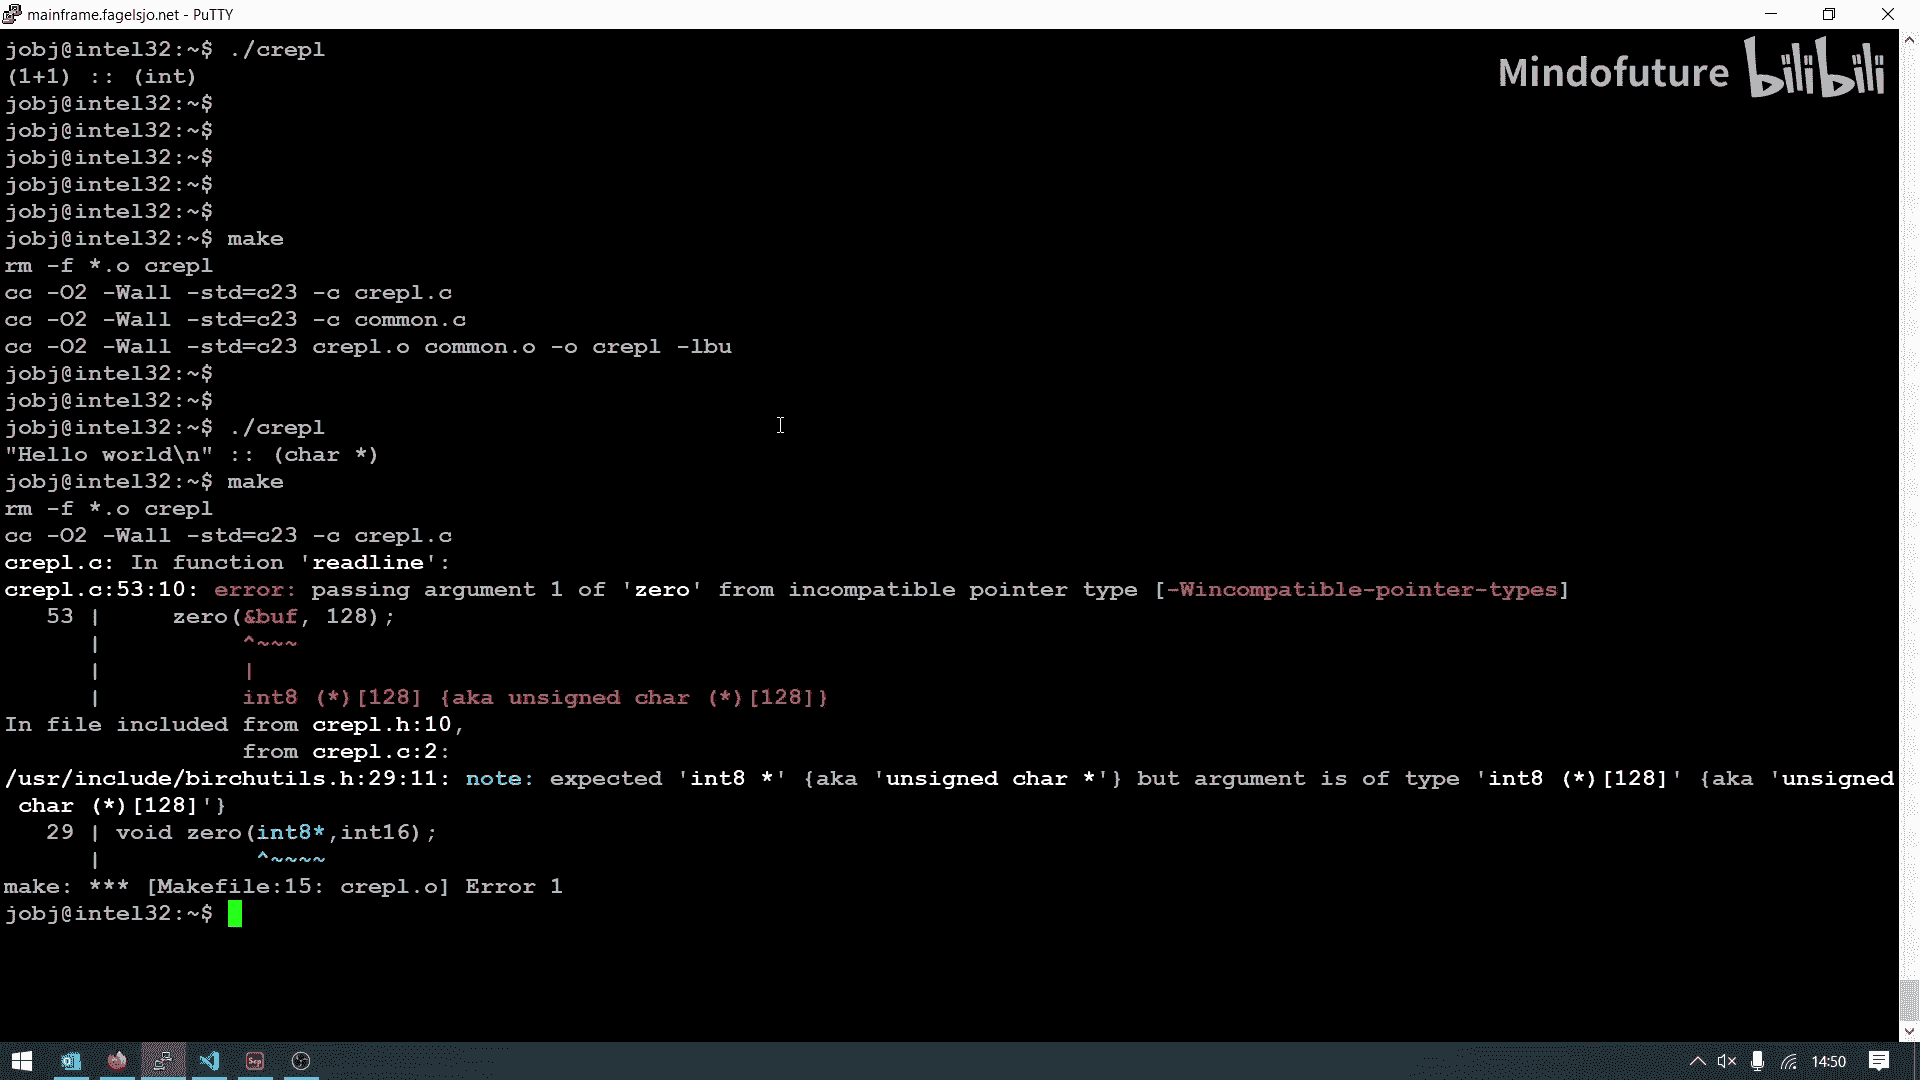 mainframe.fagelsjo.net - PuTTY
jobj@intel32:~$ ./crepl
(1+1) :: (int)
Mindofuture bilibili
jobj@intel32:~$
jobj@intel32:~$
jobj@intel32:~$
jobj@intel32:~$
jobj@intel32:~$
jobj@intel32:~$ make
rm -f *.o crepl
cc -O2 -Wall -std=c23 -c crepl.c
cc -O2 -Wall -std=c23 -c common.c
cc -O2 -Wall -std=c23 crepl.o common.o -o crepl -lbu
jobj@intel32:~$
jobj@intel32:~$
jobj@intel32:~$ ./crepl
"Hello world\n" :: (char *)
jobj@intel32:~$ make
rm -f *.o crepl
cc -O2 -Wall -std=c23 -c crepl.c
crepl.c: In function 'readline':
crepl.c:53:10: error: passing argument 1 of 'zero' from incompatible pointer type [-Wincompatible-pointer-types]
   53 |     zero(&buf, 128);
      |          ^~~~
      |          |
      |          int8 (*)[128] {aka unsigned char (*)[128]}
In file included from crepl.h:10,
                 from crepl.c:2:
/usr/include/birchutils.h:29:11: note: expected 'int8 *' {aka 'unsigned char *'} but argument is of type 'int8 (*)[128]' {aka 'unsigned
 char (*)[128]'}
   29 | void zero(int8*,int16);
      |           ^~~~~
make: *** [Makefile:15: crepl.o] Error 1
jobj@intel32:~$
Scp
14:50